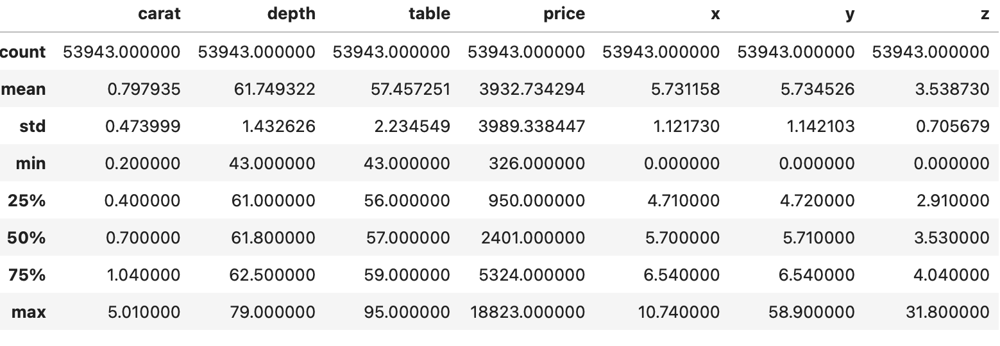 carat depth table price x y z
count 53943.000000 53943.000000 53943.000000 53943.000000 53943.000000 53943.000000 53943.000000
mean 0.797935 61.749322 57.457251 3932.734294 5.731158 5.734526 3.538730
std 0.473999 1.432626 2.234549 3989.338447 1.121730 1.142103 0.705679
min 0.200000 43.000000 43.000000 326.000000 0.000000 0.000000 0.000000
25% 0.400000 61.000000 56.000000 950.000000 4.710000 4.720000 2.910000
50% 0.700000 61.800000 57.000000 2401.000000 5.700000 5.710000 3.530000
75% 1.040000 62.500000 59.000000 5324.000000 6.540000 6.540000 4.040000
max 5.010000 79.000000 95.000000 18823.000000 10.740000 58.900000 31.800000